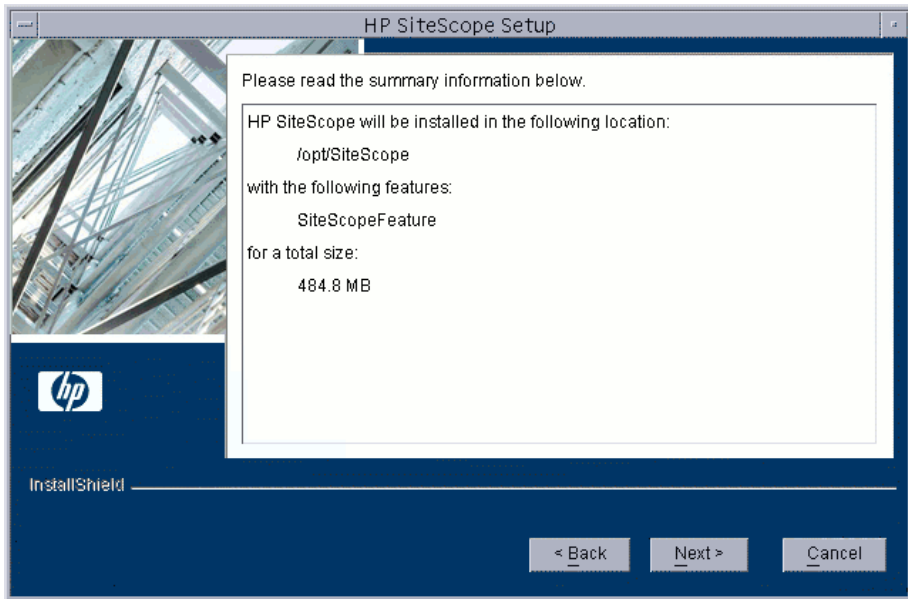 HP SiteScope Setup
Please read the summary information below.
HP SiteScope will be installed in the following location:
/opt/SiteScope
with the following features:
SiteScopeFeature
for a total size:
484.8 MB
hp
InstallShield
< Back
Next >
Cancel